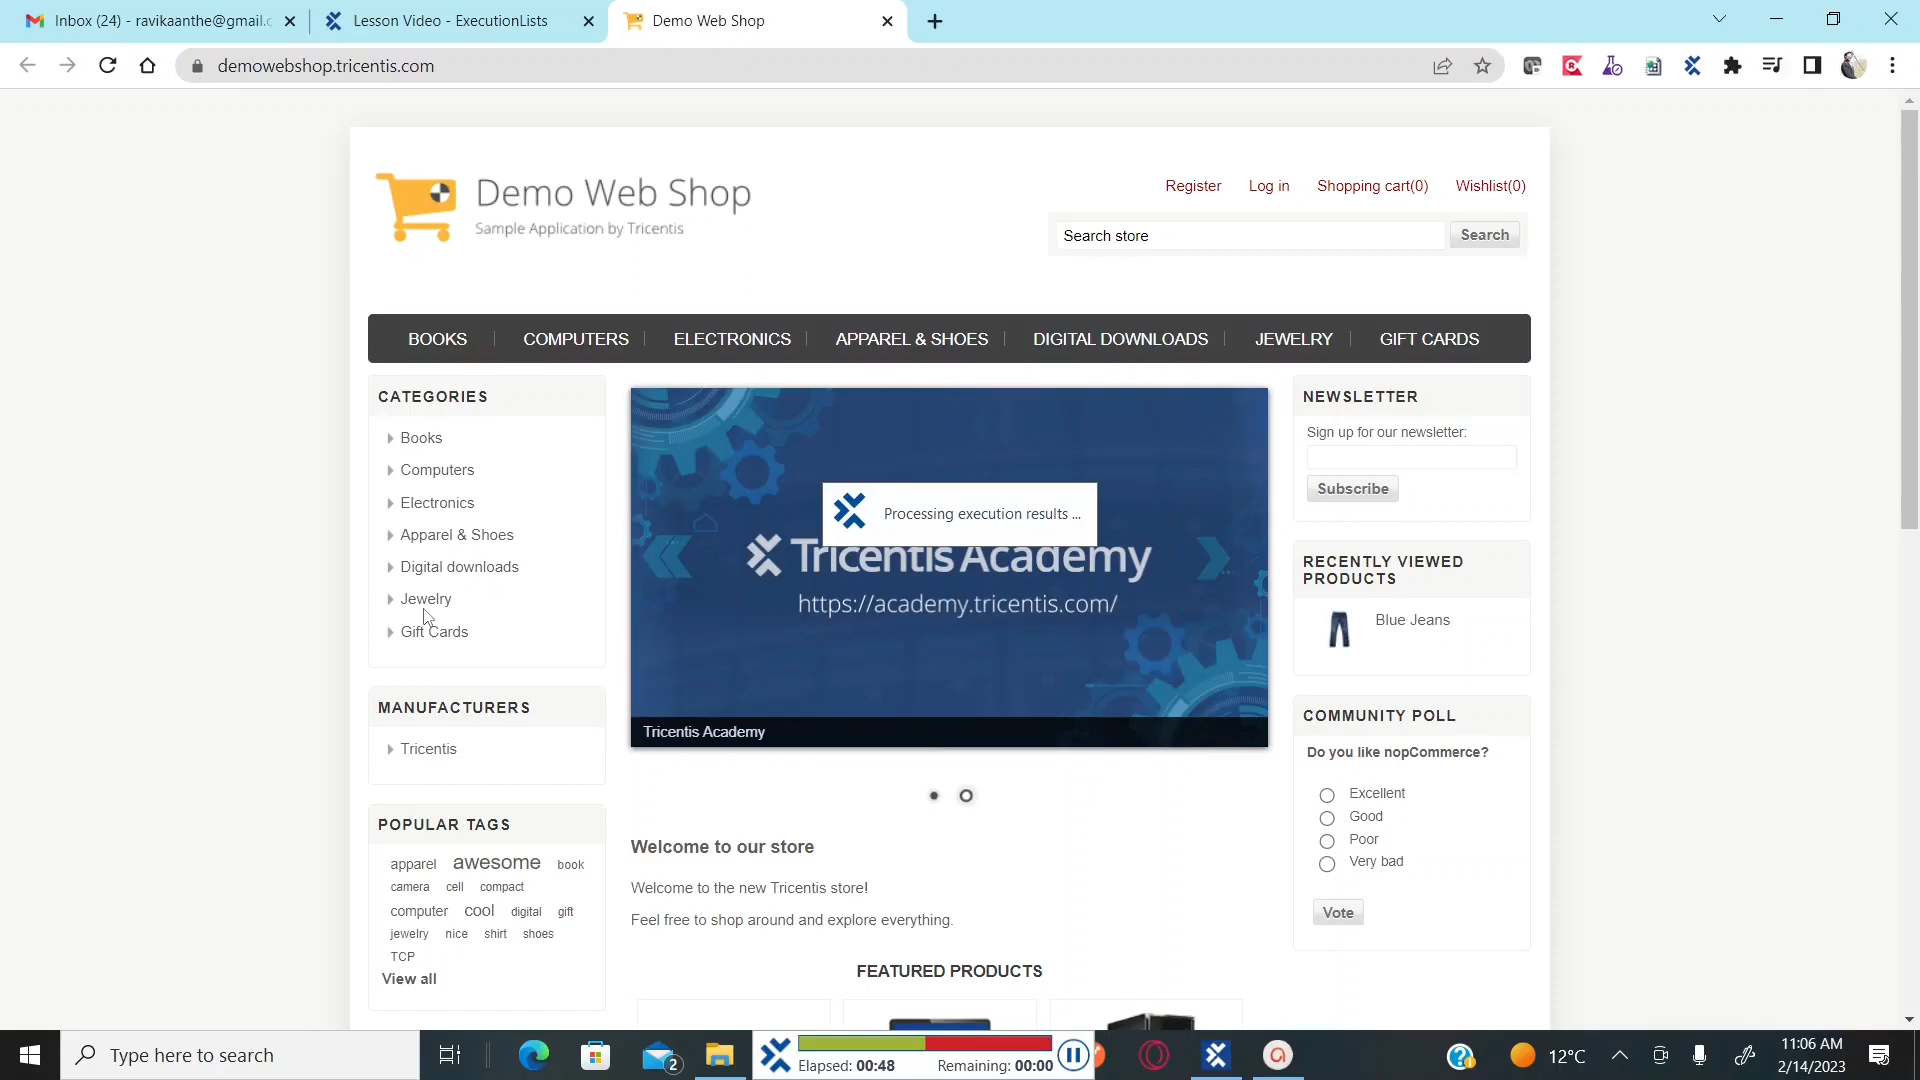 Inbox (24) - ravikaanthe@gmail.c
Lesson Video - ExecutionLists
Demo Web Shop
demowebshop.tricentis.com
Demo Web Shop
Sample Application by Tricentis
Register
Log in
Shopping cart(0)
Wishlist(0)
Search store
Search
BOOKS
COMPUTERS
ELECTRONICS
APPAREL & SHOES
DIGITAL DOWNLOADS
JEWELRY
GIFT CARDS
CATEGORIES
Books
Computers
Electronics
Apparel & Shoes
Digital downloads
Jewelry
Gift Cards
MANUFACTURERS
Tricentis
POPULAR TAGS
apparel awesome book
camera cell compact
computer cool digital gift
jewelry nice shirt shoes
TCP
View all
Processing execution results ...
Tricentis Academy
https://academy.tricentis.com/
Tricentis Academy
Welcome to our store
Welcome to the new Tricentis store!
Feel free to shop around and explore everything.
FEATURED PRODUCTS
NEWSLETTER
Sign up for our newsletter:
Subscribe
RECENTLY VIEWED
PRODUCTS
Blue Jeans
COMMUNITY POLL
Do you like nopCommerce?
Excellent
Good
Poor
Very bad
Vote
Type here to search
2
Elapsed: 00:48
Remaining: 00:00
12°C
11:06 AM
2/14/2023